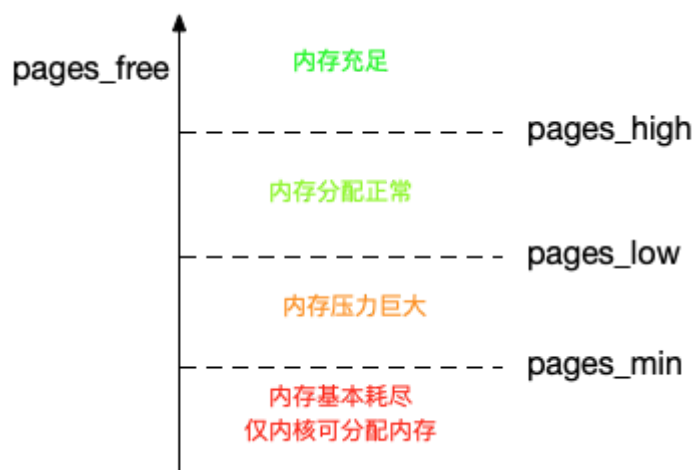 内存充足
pages_free
pages_high
内存分配正常
pages_low
内存压力巨大
pages_min
内存基本耗尽
仅内核可分配内存